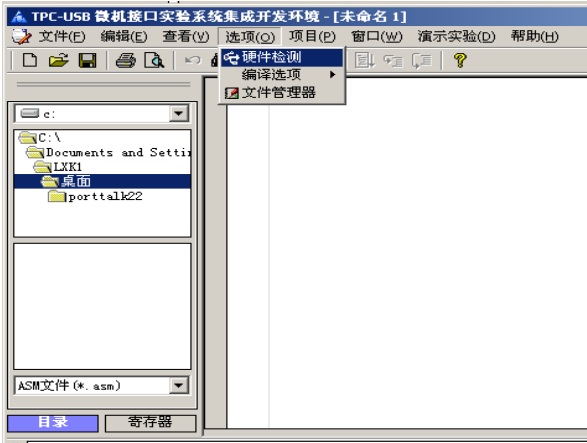 TPC-USB 微机接口实验系统集成开发环境 - [未命名 1]
文件(F) 编辑(E) 查看(V) 选项(O) 项目(P) 窗口(W) 演示实验(D) 帮助(H)
硬件检测
编译选项
文件管理器
c:
C:\
Documents and Setti
LXK1
桌面
porttalk22
ASM文件(*.asm)
目录 寄存器